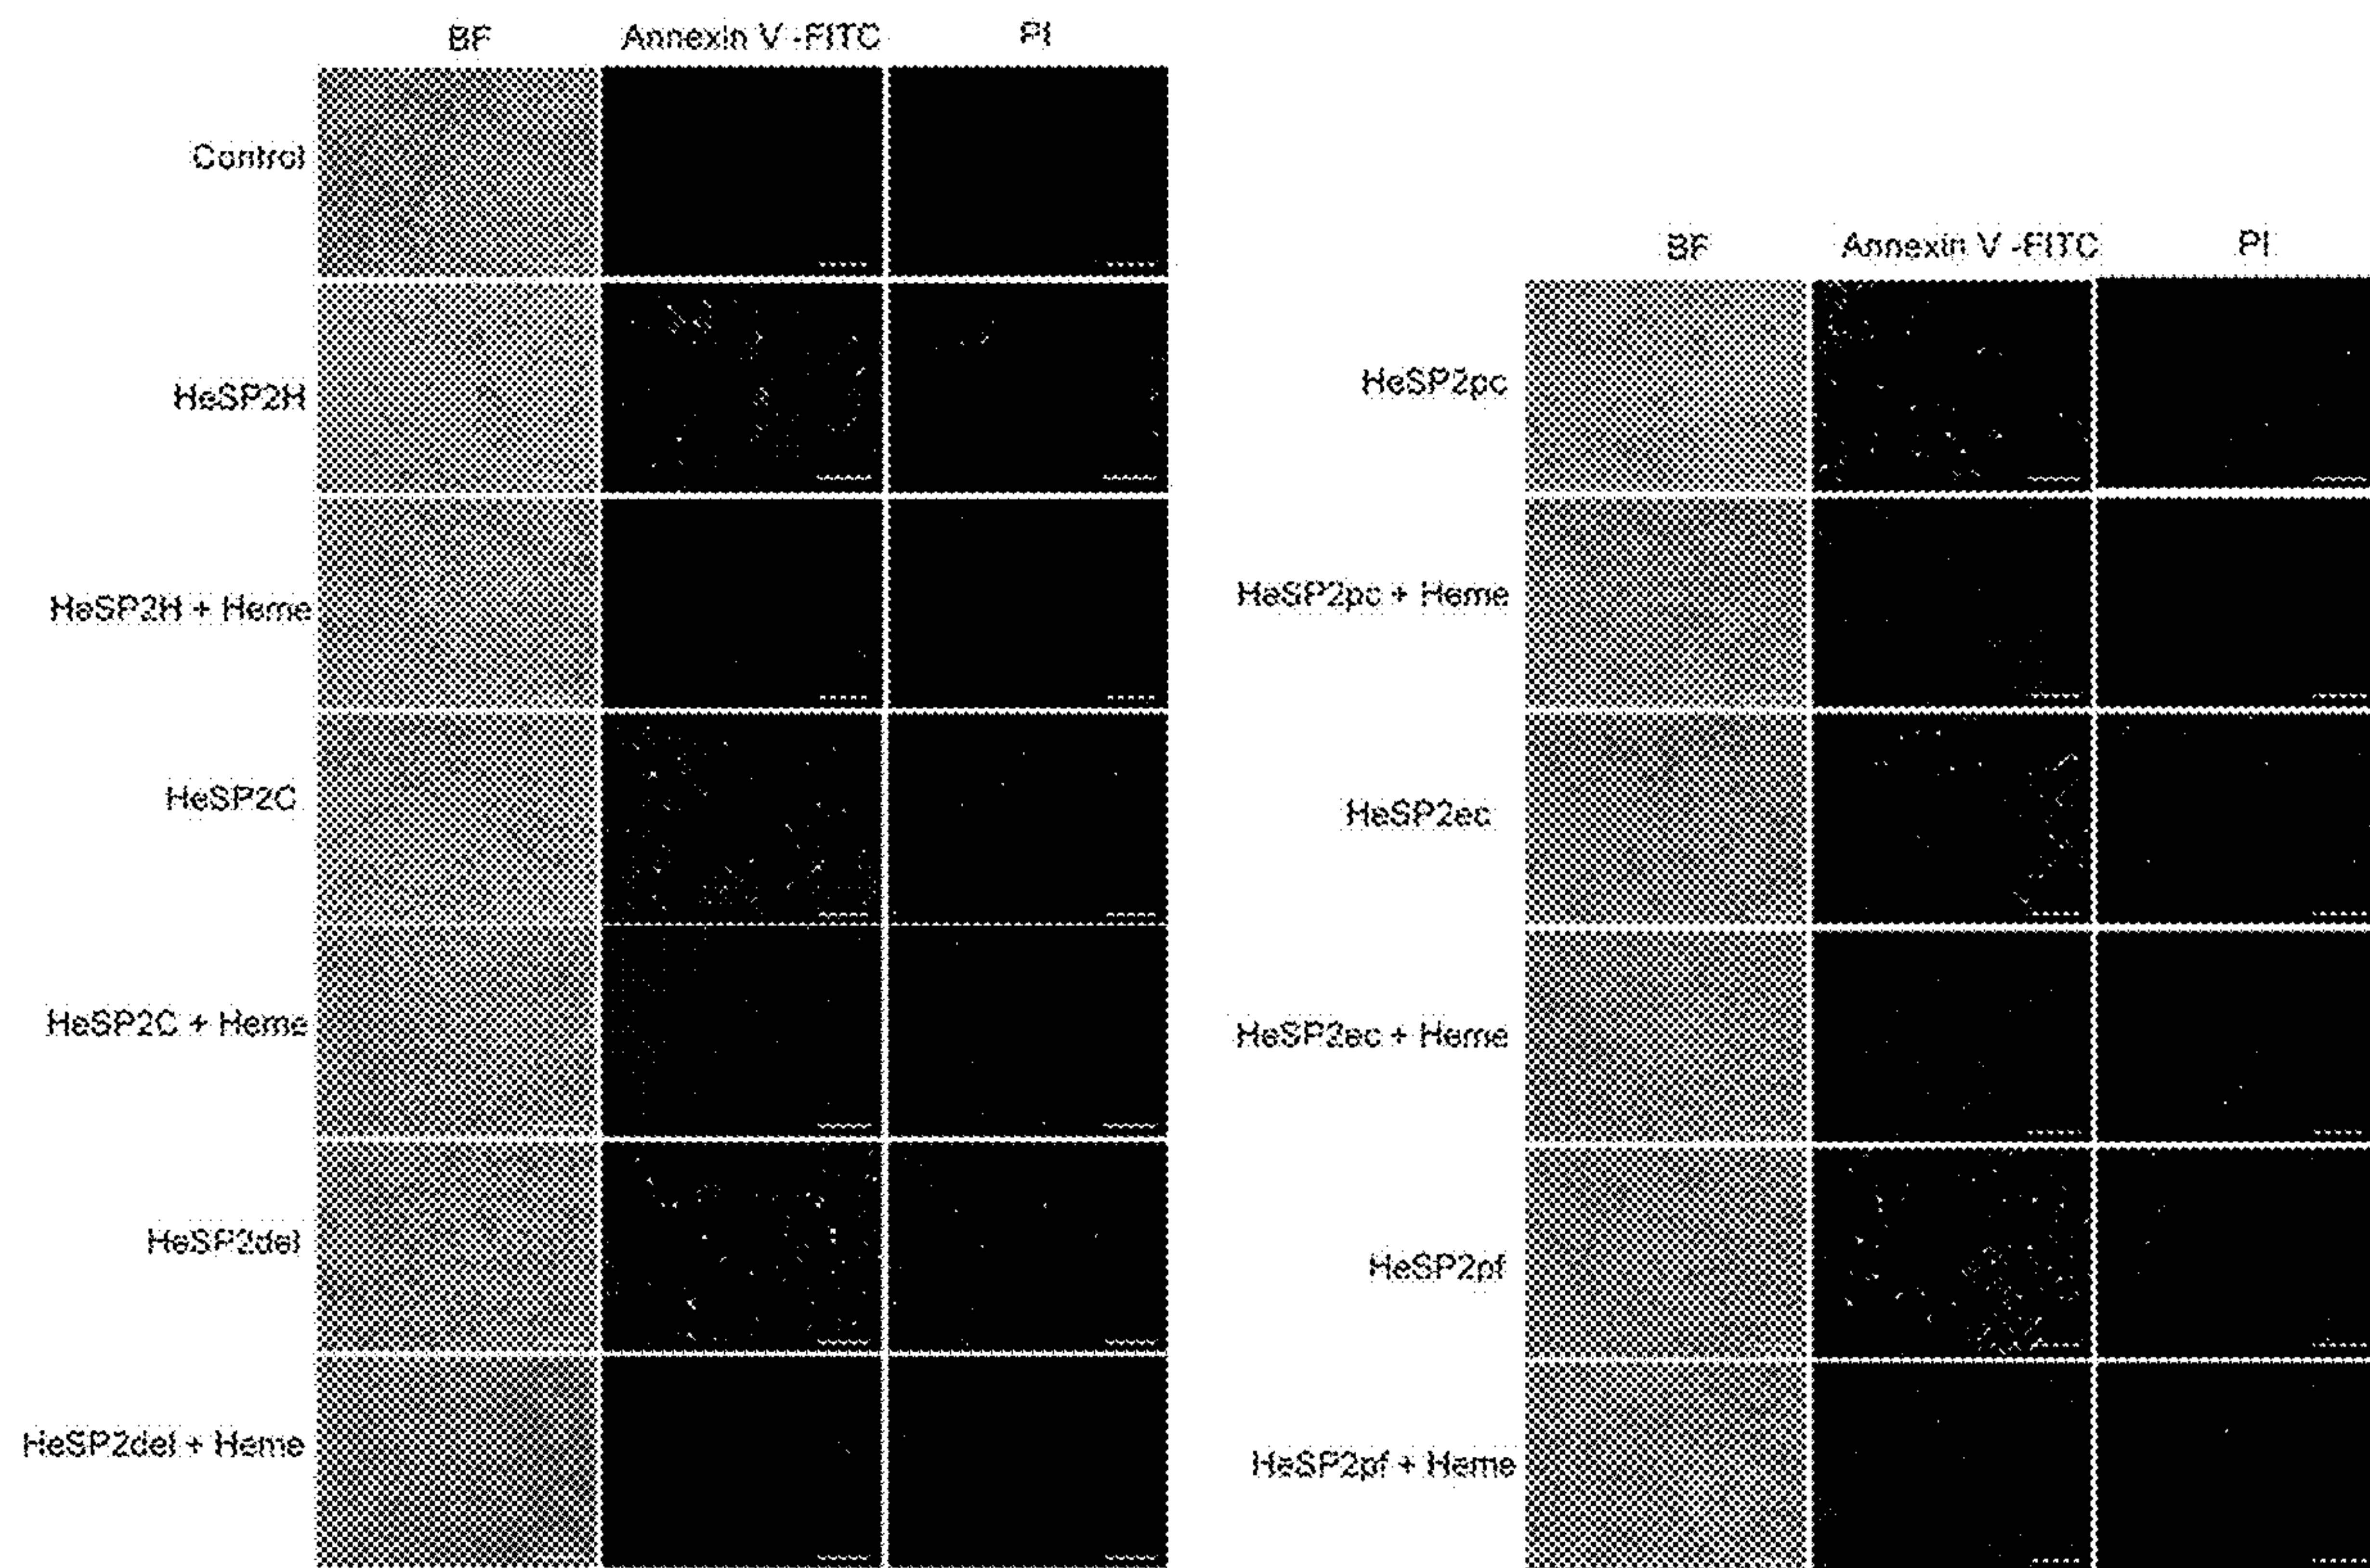 BF Annexin V -FITC PI
Control
HeSP2H
HeSP2H + Heme
HeSP2C
HeSP2C + Heme
HeSP2del
HeSP2del + Heme
BF Annexin V -FITC PI
HeSP2pc
HeSP2pc + Heme
HeSP2ec
HeSP2ec + Heme
HeSP2pf
HeSP2pf + Heme